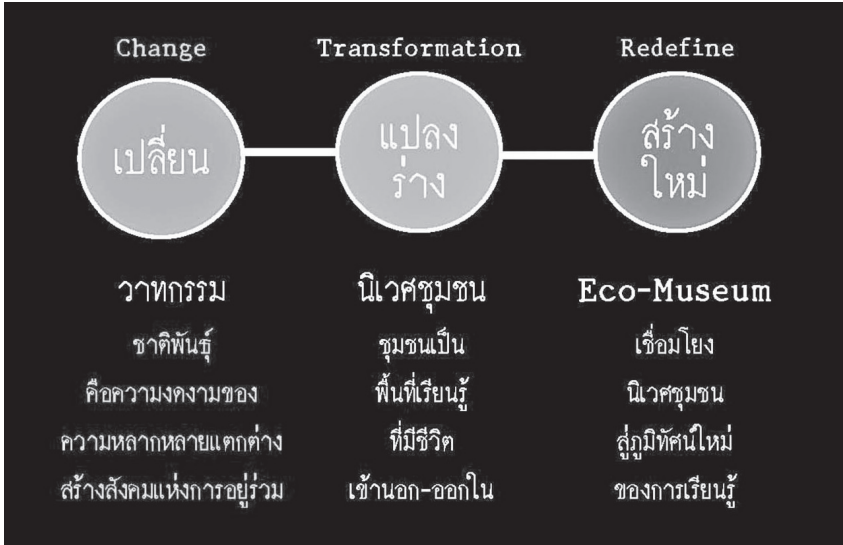 Change
เปลี่ยน
วาทกรรม
ชาติพันธุ์
คือความงดงามของ
ความหลากหลายแตกต่าง
สร้างสังคมแห่งการอยู่ร่วม
Transformation
แปลง
ร่าง
นิเวศชุมชน
ชุมชนเป็น
พื้นที่เรียนรู้
ที่มีชีวิต
เข้านอก-ออกใน
Redefine
สร้าง
ใหม่
Eco-Museum
เชื่อมโยง
นิเวศชุมชน
สู่ภูมิทัศน์ใหม่
ของการเรียนรู้